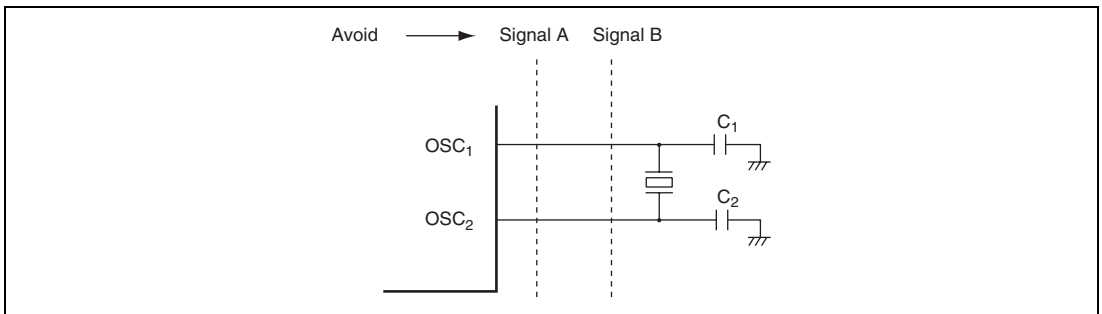 Avoid Signal A Signal B
C₁
OSC₁
C₂
OSC₂